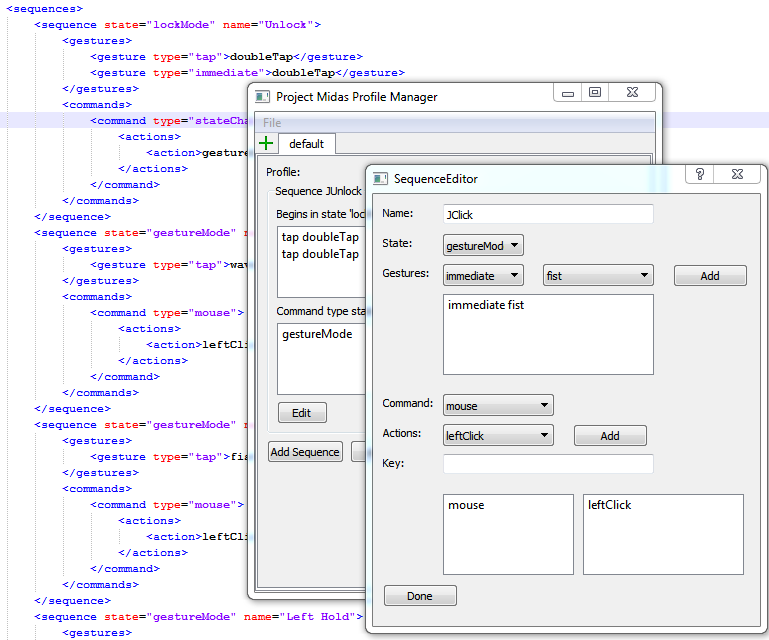 <sequences>
<sequence state="lockMode" name="Unlock">
<gestures>
<gesture type="tap">doubleTap</gesture>
<gesture type="immediate">doubleTap</gesture>
</gestures>
<commands>
<command type="stateCha
<actions>
<action>gesture
</actions>
</command>
</commands>
</sequence>
<sequence state="gestureMode"
<gestures>
<gesture type="tap">wav
</gestures>
<commands>
<command type="mouse">
<actions>
<action>leftCli
</actions>
</command>
</commands>
</sequence>
<sequence state="gestureMode"
<gestures>
<gesture type="tap">fis
</gestures>
<commands>
<command type="mouse">
<actions>
<action>leftCli
</actions>
</command>
</commands>
</sequence>
<sequence state="gestureMode" name="Left Hold">
<gestures>
Project Midas Profile Manager
File
default
Profile:
Sequence JUnlock
Begins in state 'loc
tap doubleTap
tap doubleTap
Command type sta
gestureMode
Edit
Add Sequence
SequenceEditor
Name: JClick
State: gestureMod
Gestures: immediate fist Add
immediate fist
Command: mouse
Actions: leftClick Add
Key:
mouse leftClick
Done